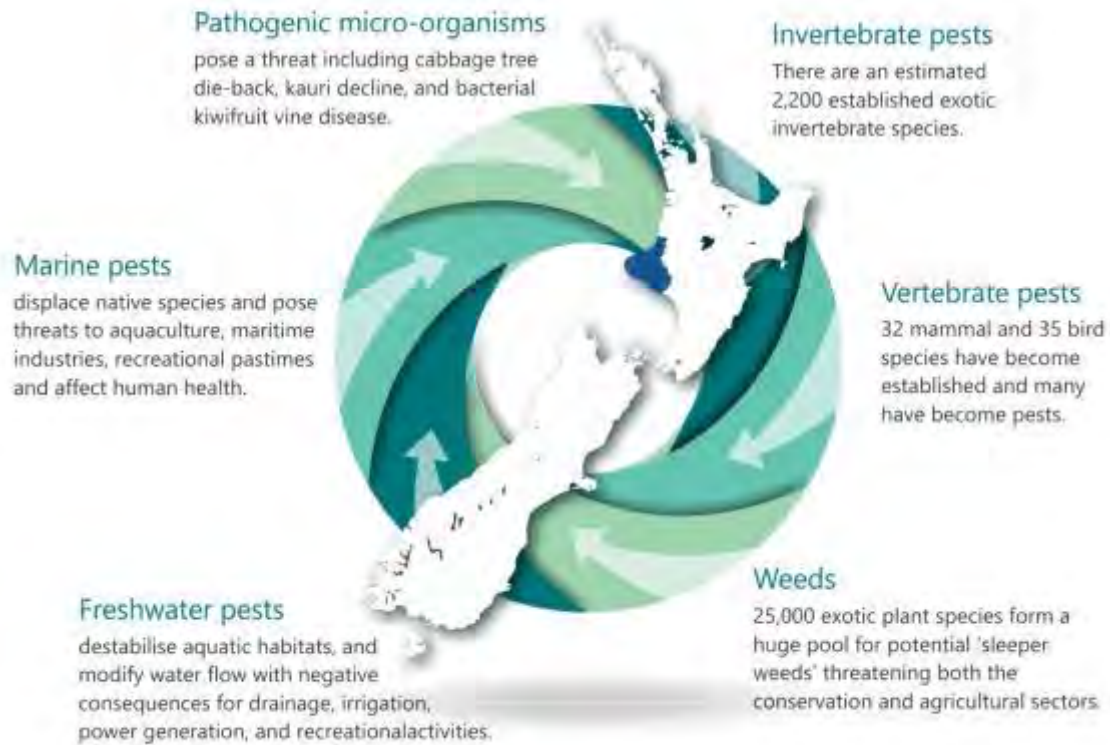 Pathogenic micro-organisms
pose a threat including cabbage tree
die-back, kauri decline, and bacterial
kiwifruit vine disease.
Invertebrate pests
There are an estimated
2,200 established exotic
invertebrate species.
Marine pests
displace native species and pose
threats to aquaculture, maritime
industries, recreational pastimes
and affect human health.
Vertebrate pests
32 mammal and 35 bird
species have become
established and many
have become pests.
Freshwater pests
destabilise aquatic habitats, and
modify water flow with negative
consequences for drainage, irrigation,
power generation, and recreationalactivities.
Weeds
25,000 exotic plant species form a
huge pool for potential 'sleeper
weeds' threatening both the
conservation and agricultural sectors.